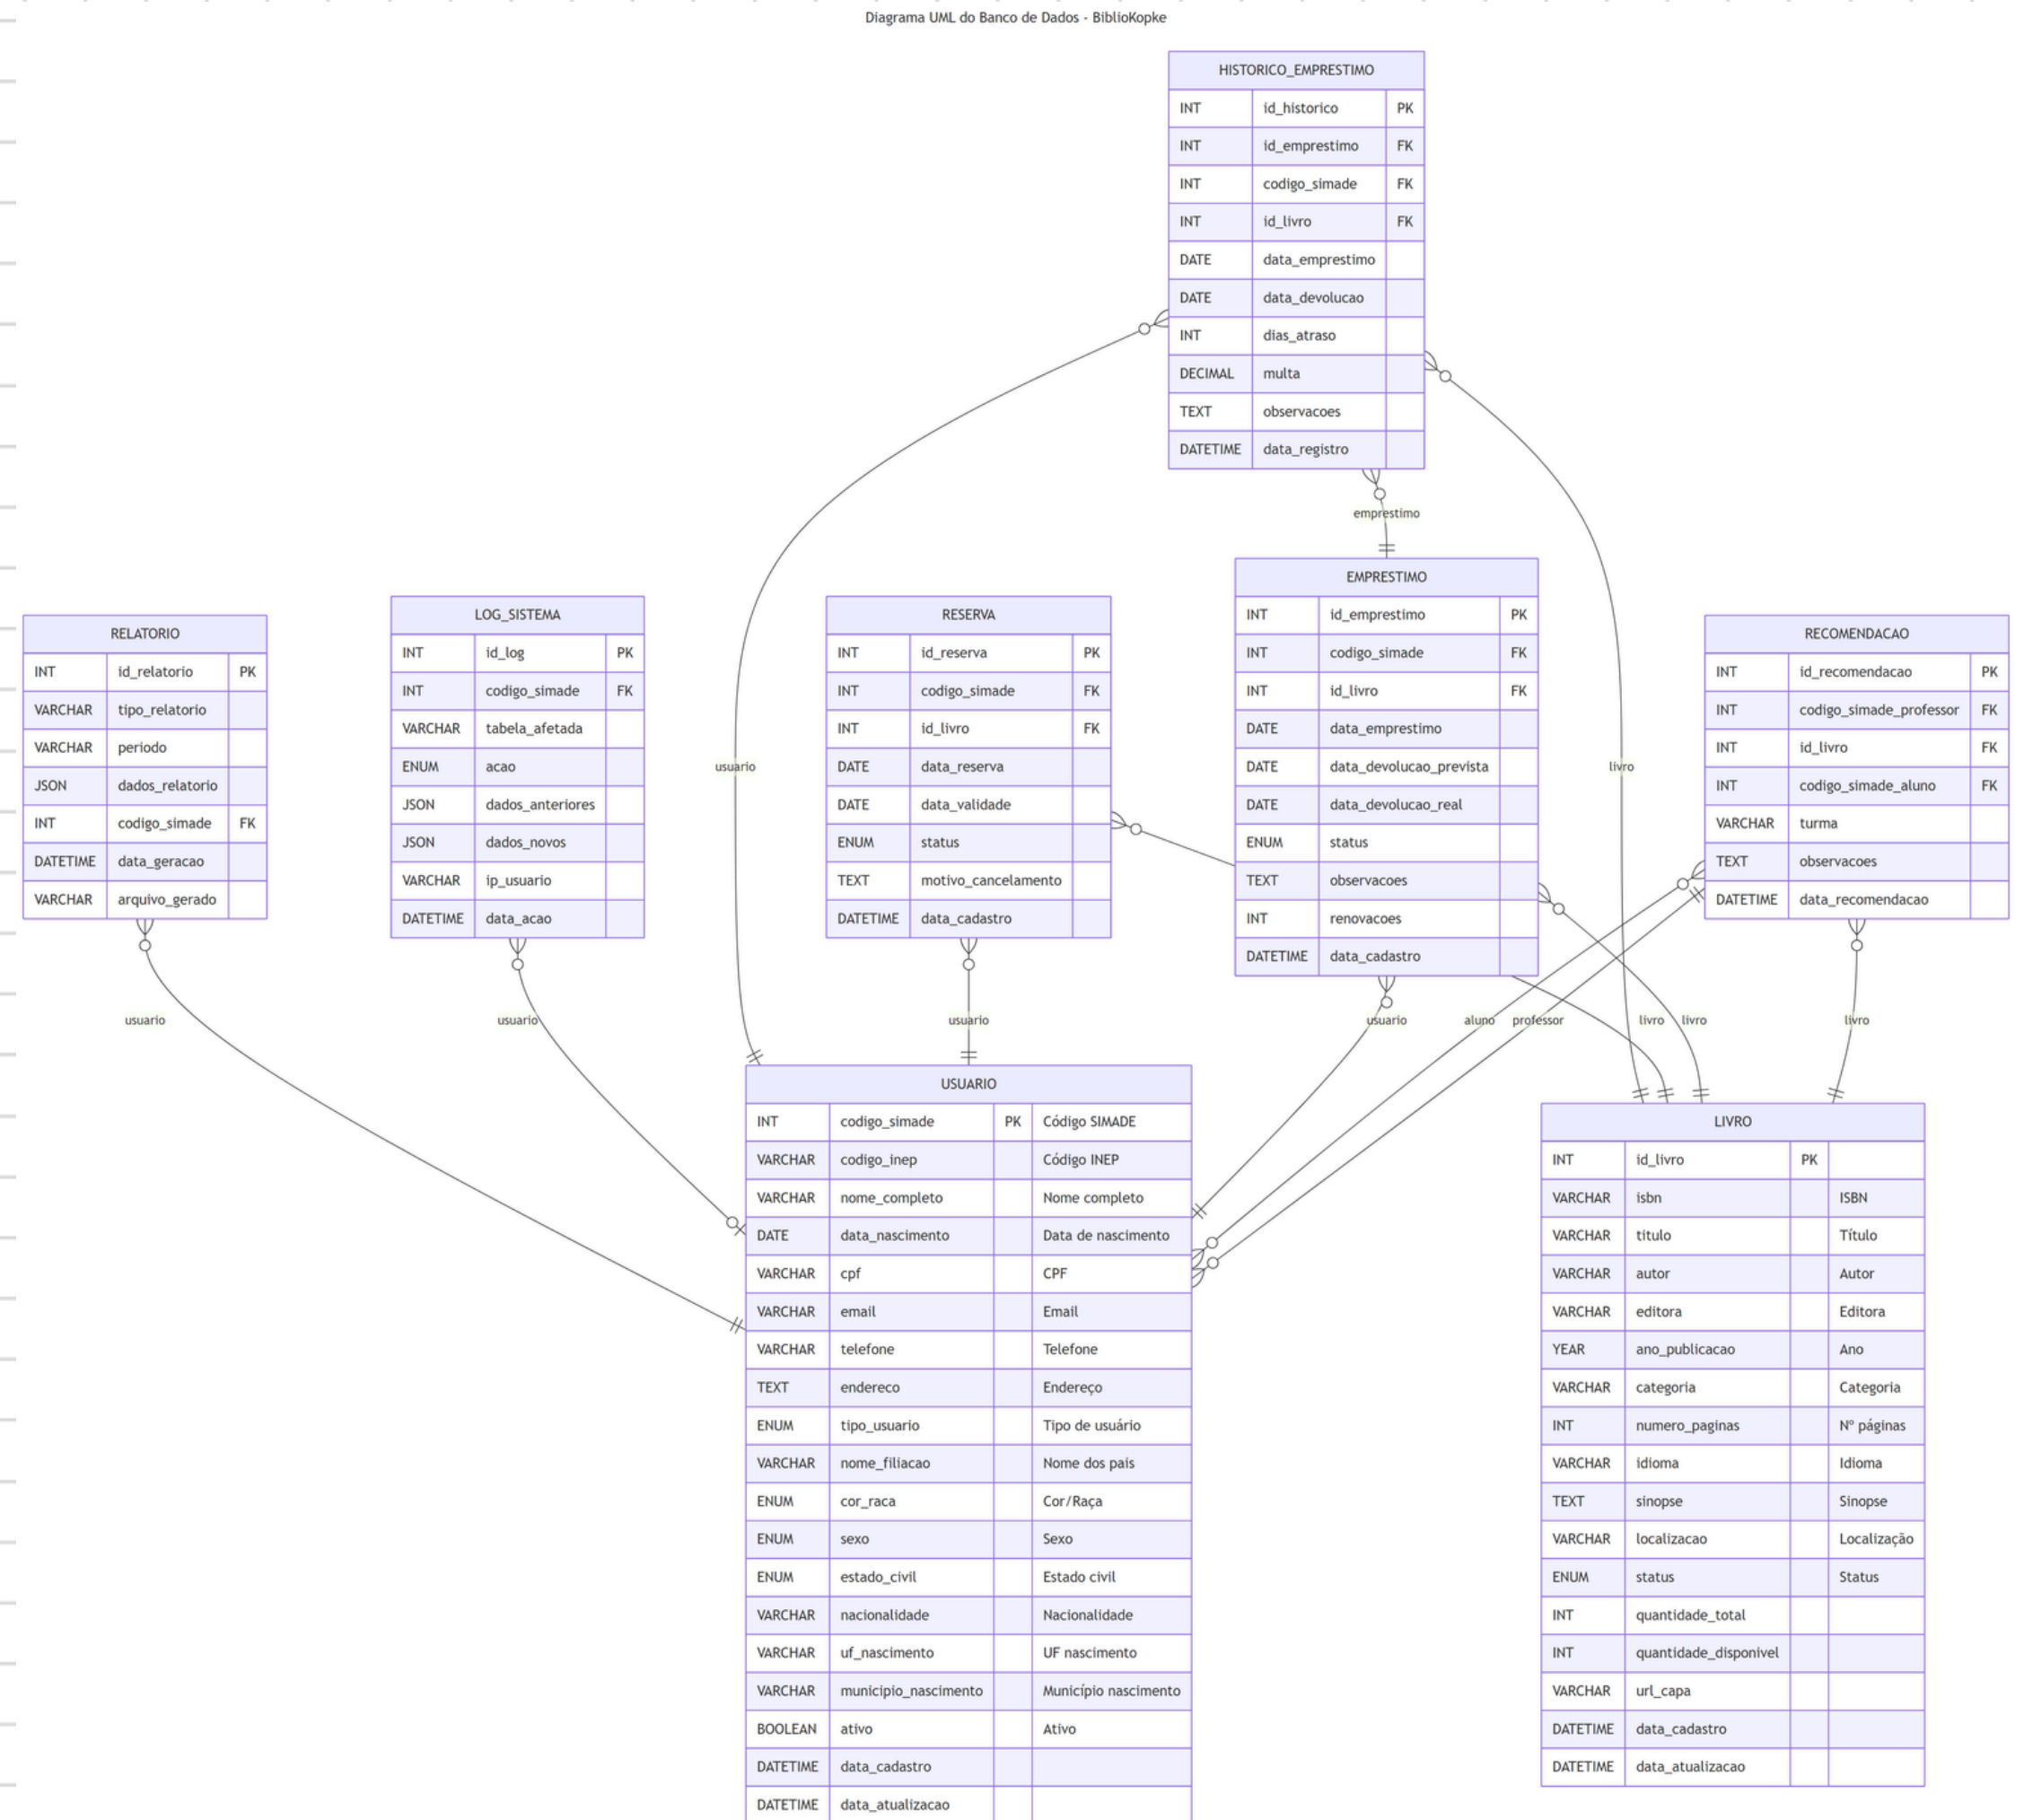 Diagrama UML do Banco de Dados - BiblioKopke
HISTORICO_EMPRESTIMO
INT id_historico PK
INT id_emprestimo FK
INT codigo_simade FK
INT id_livro FK
DATE data_emprestimo
DATE data_devolucao
INT dias_atraso
DECIMAL multa
TEXT observacoes
DATETIME data_registro
emprestimo
usuario
livro
RELATORIO
INT id_relatorio PK
VARCHAR tipo_relatorio
VARCHAR periodo
JSON dados_relatorio
INT codigo_simade FK
DATETIME data_geracao
VARCHAR arquivo_gerado
LOG_SISTEMA
INT id_log PK
INT codigo_simade FK
VARCHAR tabela_afetada
ENUM acao
JSON dados_anteriores
JSON dados_novos
VARCHAR ip_usuario
DATETIME data_acao
RESERVA
INT id_reserva PK
INT codigo_simade FK
INT id_livro FK
DATE data_reserva
DATE data_validade
ENUM status
TEXT motivo_cancelamento
DATETIME data_cadastro
EMPRESTIMO
INT id_emprestimo PK
INT codigo_simade FK
INT id_livro FK
DATE data_emprestimo
DATE data_devolucao_prevista
DATE data_devolucao_real
ENUM status
TEXT observacoes
INT renovacoes
DATETIME data_cadastro
RECOMENDACAO
INT id_recomendacao PK
INT codigo_simade_professor FK
INT id_livro FK
INT codigo_simade_aluno FK
VARCHAR turma
TEXT observacoes
DATETIME data_recomendacao
usuario
usuario
usuario
usuario
aluno
professor
livro
livro
livro
USUARIO
INT codigo_simade PK Código SIMADE
VARCHAR codigo_inep Código INEP
VARCHAR nome_completo Nome completo
DATE data_nascimento Data de nascimento
VARCHAR cpf CPF
VARCHAR email Email
VARCHAR telefone Telefone
TEXT endereco Endereço
ENUM tipo_usuario Tipo de usuário
VARCHAR nome_filiacao Nome dos pais
ENUM cor_raca Cor/Raça
ENUM sexo Sexo
ENUM estado_civil Estado civil
VARCHAR nacionalidade Nacionalidade
VARCHAR uf_nascimento UF nascimento
VARCHAR municipio_nascimento Município nascimento
BOOLEAN ativo Ativo
DATETIME data_cadastro
DATETIME data_atualizacao
LIVRO
INT id_livro PK
VARCHAR isbn ISBN
VARCHAR titulo Título
VARCHAR autor Autor
VARCHAR editora Editora
YEAR ano_publicacao Ano
VARCHAR categoria Categoria
INT numero_paginas Nº páginas
VARCHAR idioma Idioma
TEXT sinopse Sinopse
VARCHAR localizacao Localização
ENUM status Status
INT quantidade_total
INT quantidade_disponivel
VARCHAR url_capa
DATETIME data_cadastro
DATETIME data_atualizacao